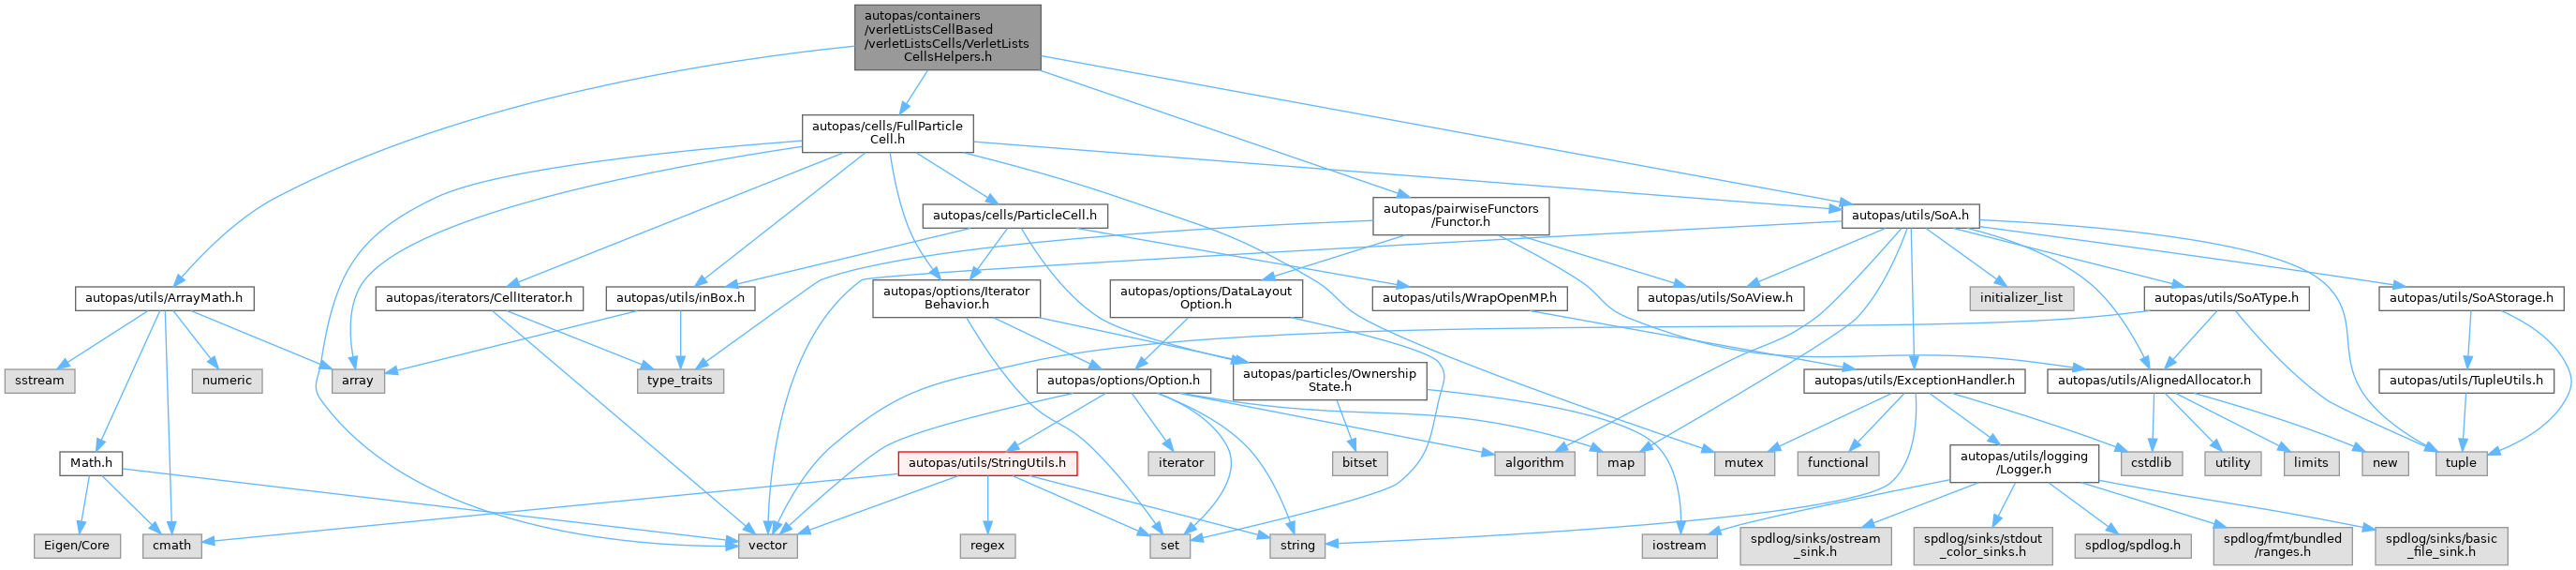 autopas/containers
/verletListsCellBased
/verletListsCells/VerletLists
CellsHelpers.h
autopas/cells/FullParticle
Cell.h
autopas/cells/ParticleCell.h
autopas/pairwiseFunctors
/Functor.h
autopas/utils/SoA.h
autopas/utils/ArrayMath.h
autopas/iterators/CellIterator.h
autopas/utils/inBox.h
autopas/options/Iterator
Behavior.h
autopas/options/DataLayout
Option.h
autopas/utils/WrapOpenMP.h
autopas/utils/SoAView.h
initializer_list
autopas/utils/SoAType.h
autopas/utils/SoAStorage.h
sstream
numeric
array
type_traits
autopas/options/Option.h
autopas/particles/Ownership
State.h
autopas/utils/ExceptionHandler.h
autopas/utils/AlignedAllocator.h
autopas/utils/TupleUtils.h
Math.h
autopas/utils/StringUtils.h
iterator
bitset
algorithm
map
mutex
functional
autopas/utils/logging
/Logger.h
cstdlib
utility
limits
new
tuple
Eigen/Core
cmath
vector
regex
set
string
iostream
spdlog/sinks/ostream
_sink.h
spdlog/sinks/stdout
_color_sinks.h
spdlog/spdlog.h
spdlog/fmt/bundled
/ranges.h
spdlog/sinks/basic
_file_sink.h